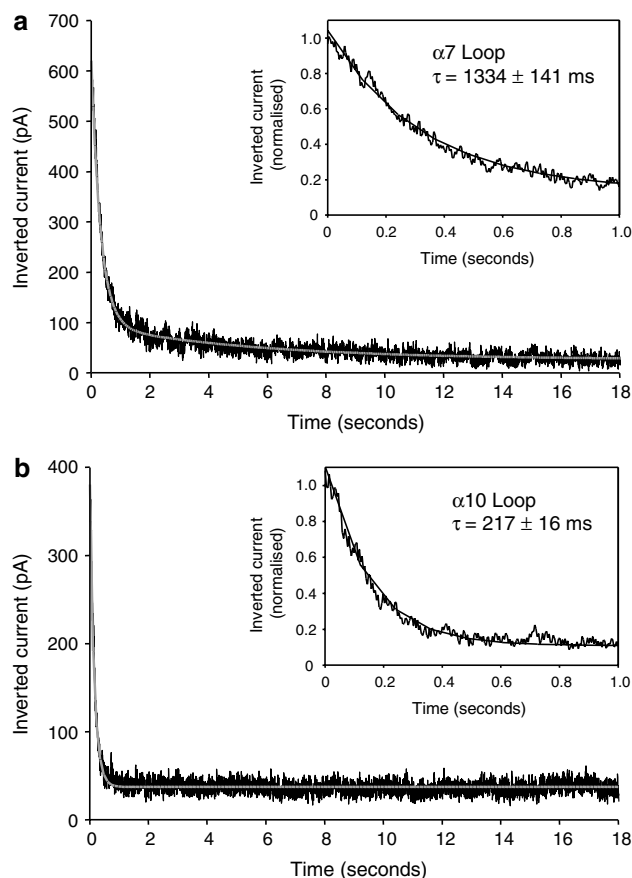 a
700
600
500
400
300
200
100
0
Inverted current (pA)
0 2 4 6 8 10 12 14 16 18
Time (seconds)
1.0
0.8
0.6
0.4
0.2
0
Inverted current
(normalised)
α7 Loop
τ = 1334 ± 141 ms
0 0.2 0.4 0.6 0.8 1.0
Time (seconds)
b
400
300
200
100
0
Inverted current (pA)
0 2 4 6 8 10 12 14 16 18
Time (seconds)
1.0
0.8
0.6
0.4
0.2
0
Inverted current
(normalised)
α10 Loop
τ = 217 ± 16 ms
0 0.2 0.4 0.6 0.8 1.0
Time (seconds)